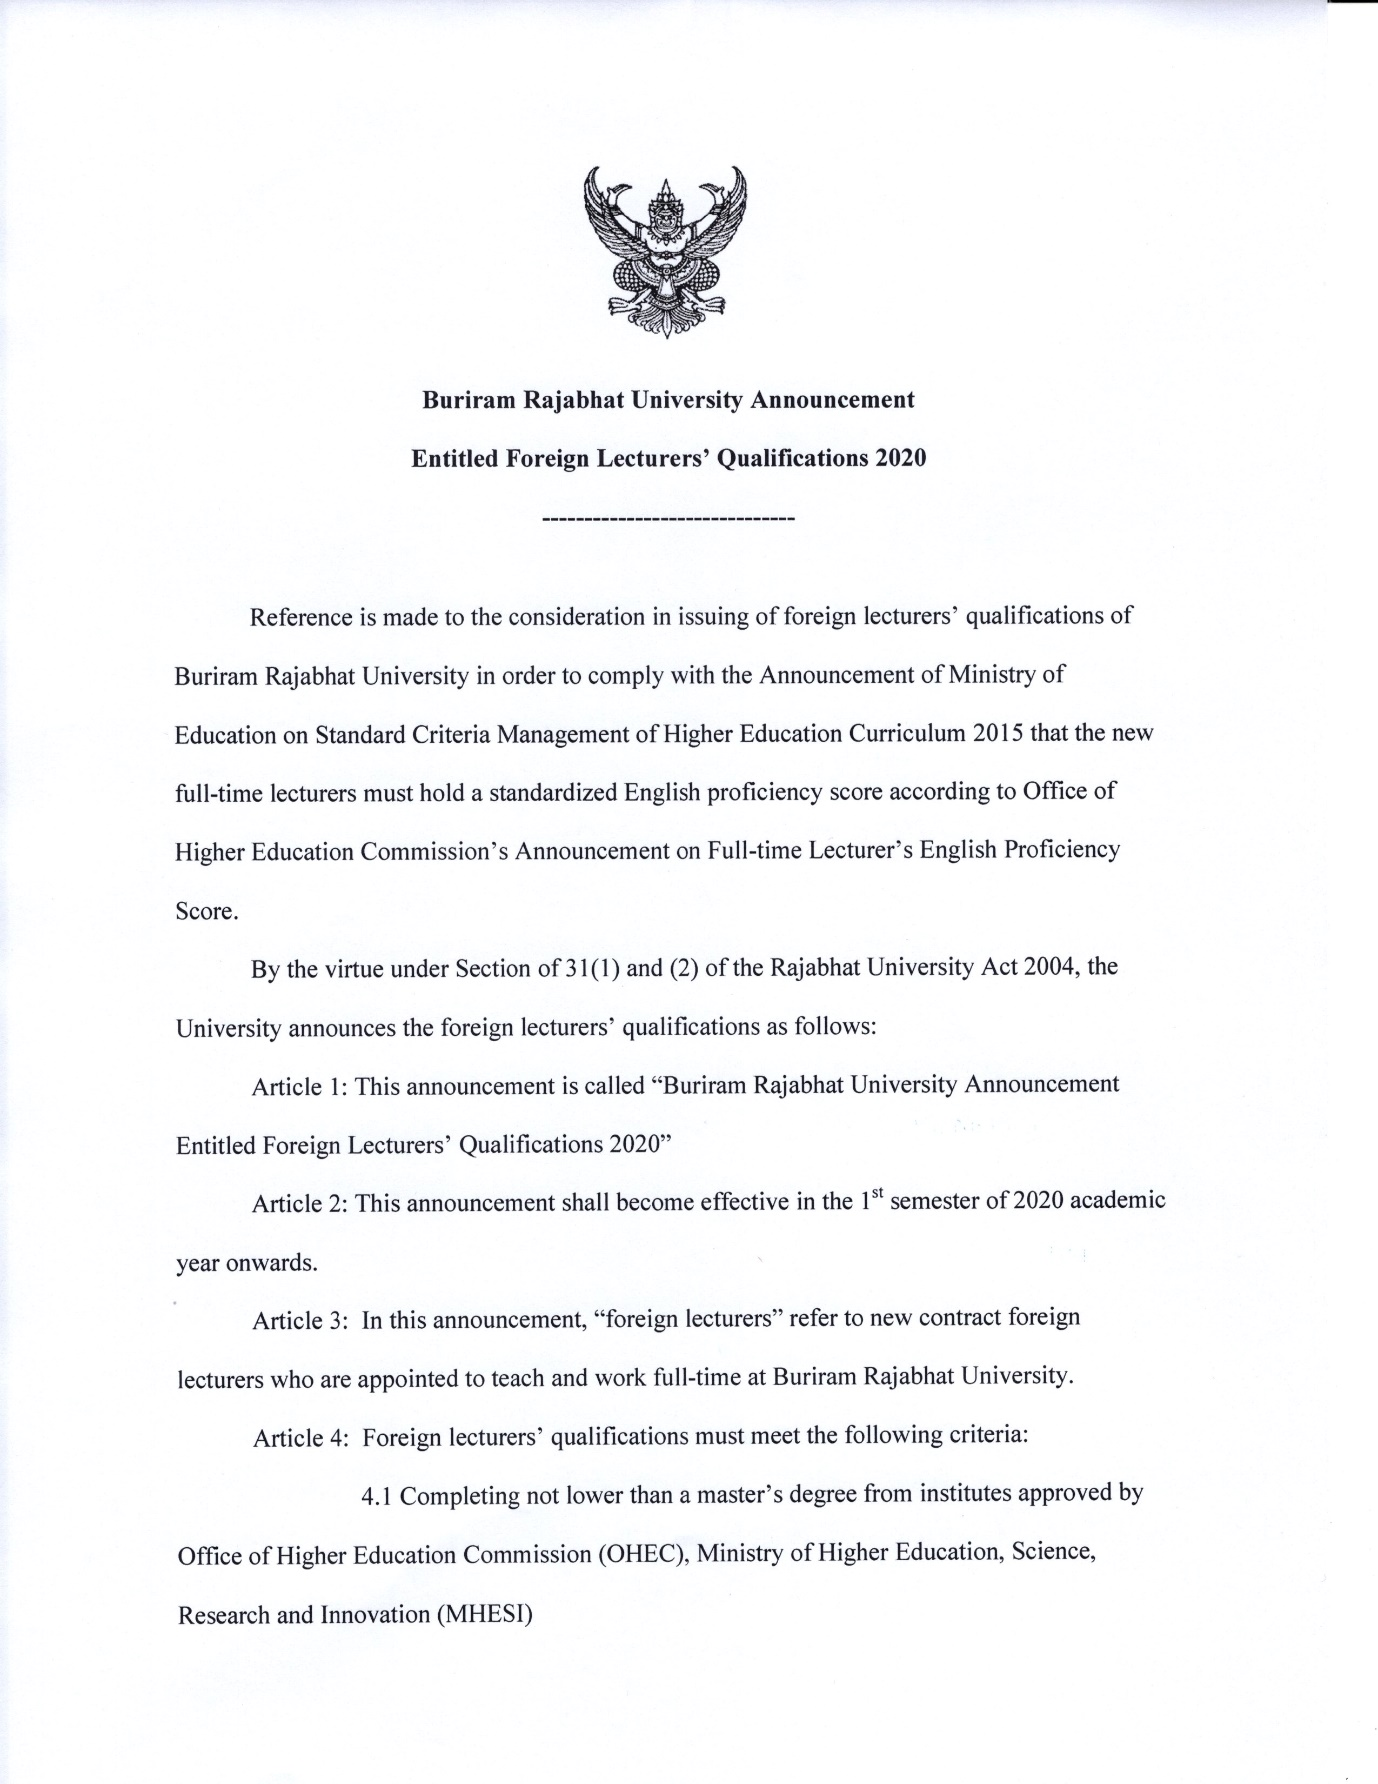 Buriram Rajabhat University Announcement
Entitled Foreign Lecturers' Qualifications 2020
------------------------------
Reference is made to the consideration in issuing of foreign lecturers' qualifications of
Buriram Rajabhat University in order to comply with the Announcement of Ministry of
Education on Standard Criteria Management of Higher Education Curriculum 2015 that the new
full-time lecturers must hold a standardized English proficiency score according to Office of
Higher Education Commission's Announcement on Full-time Lecturer's English Proficiency
Score.
By the virtue under Section of 31(1) and (2) of the Rajabhat University Act 2004, the
University announces the foreign lecturers' qualifications as follows:
Article 1: This announcement is called “Buriram Rajabhat University Announcement
Entitled Foreign Lecturers' Qualifications 2020”
Article 2: This announcement shall become effective in the 1st semester of 2020 academic
year onwards.
Article 3: In this announcement, “foreign lecturers” refer to new contract foreign
lecturers who are appointed to teach and work full-time at Buriram Rajabhat University.
Article 4: Foreign lecturers' qualifications must meet the following criteria:
4.1 Completing not lower than a master's degree from institutes approved by
Office of Higher Education Commission (OHEC), Ministry of Higher Education, Science,
Research and Innovation (MHESI)